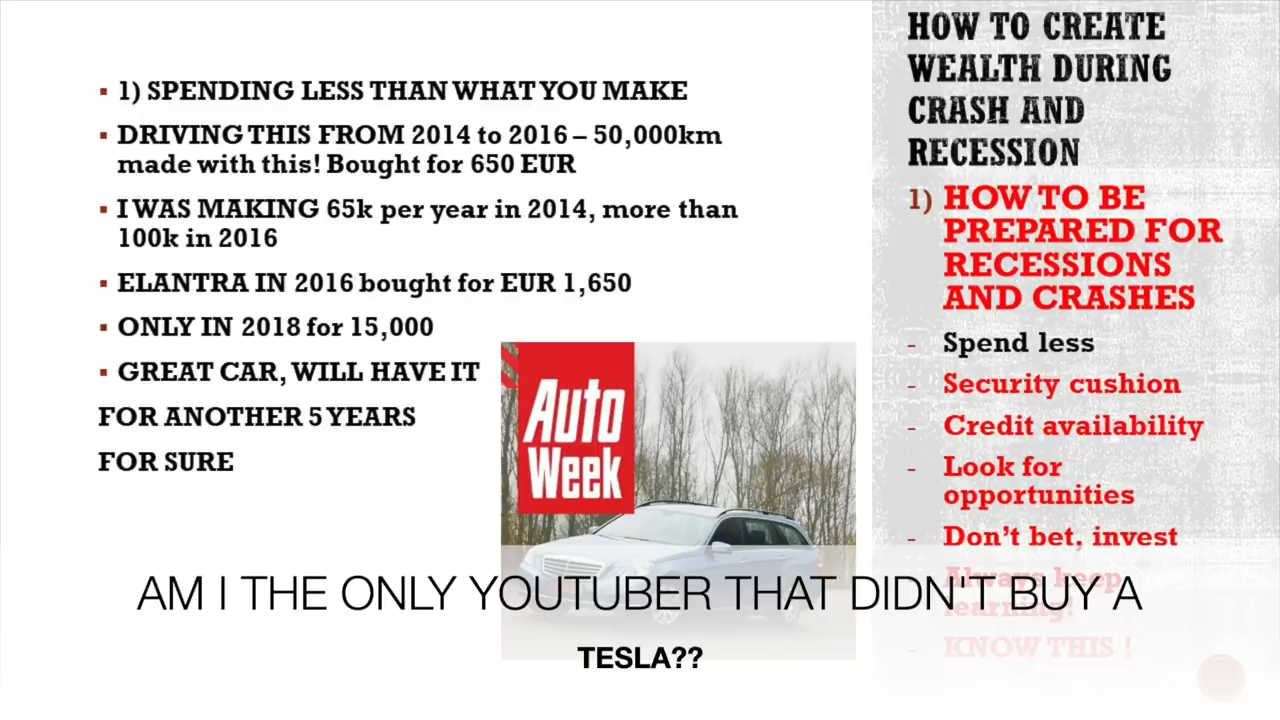 1) SPENDING LESS THAN WHAT YOU MAKE
DRIVING THIS FROM 2014 to 2016 – 50,000km
made with this! Bought for 650 EUR
I WAS MAKING 65k per year in 2014, more than
100k in 2016
ELANTRA IN 2016 bought for EUR 1,650
ONLY IN 2018 for 15,000
GREAT CAR, WILL HAVE IT
FOR ANOTHER 5 YEARS
FOR SURE
Auto
Week
HOW TO CREATE
WEALTH DURING
CRASH AND
RECESSION
1) HOW TO BE
PREPARED FOR
RECESSIONS
AND CRASHES
- Spend less
- Security cushion
- Credit availability
- Look for
opportunities
- Don't bet, invest
- Always keep
learning!
- KNOW THIS !
AM I THE ONLY YOUTUBER THAT DIDN'T BUY A
TESLA??